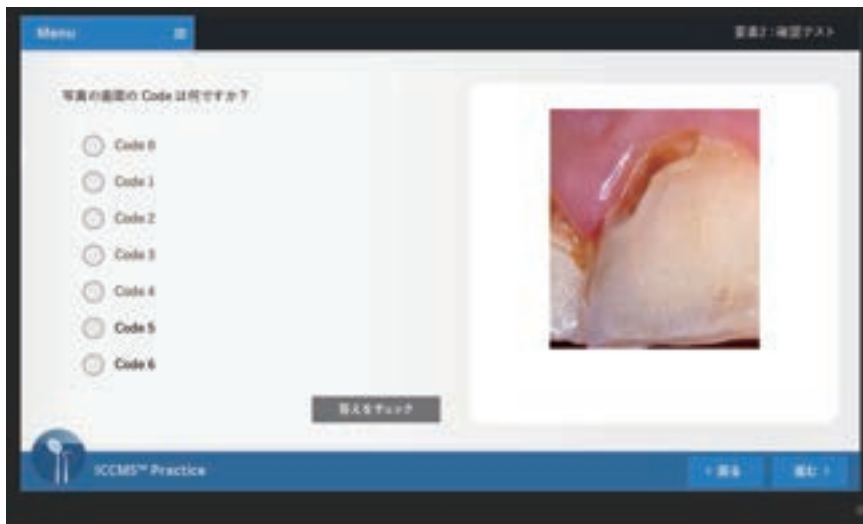 Menu
要素2：確認テスト
写真の歯面の Code は何ですか？
Code 0
Code 1
Code 2
Code 3
Code 4
Code 5
Code 6
答えをチェック
ICCMS™ Practice
戻る
進む